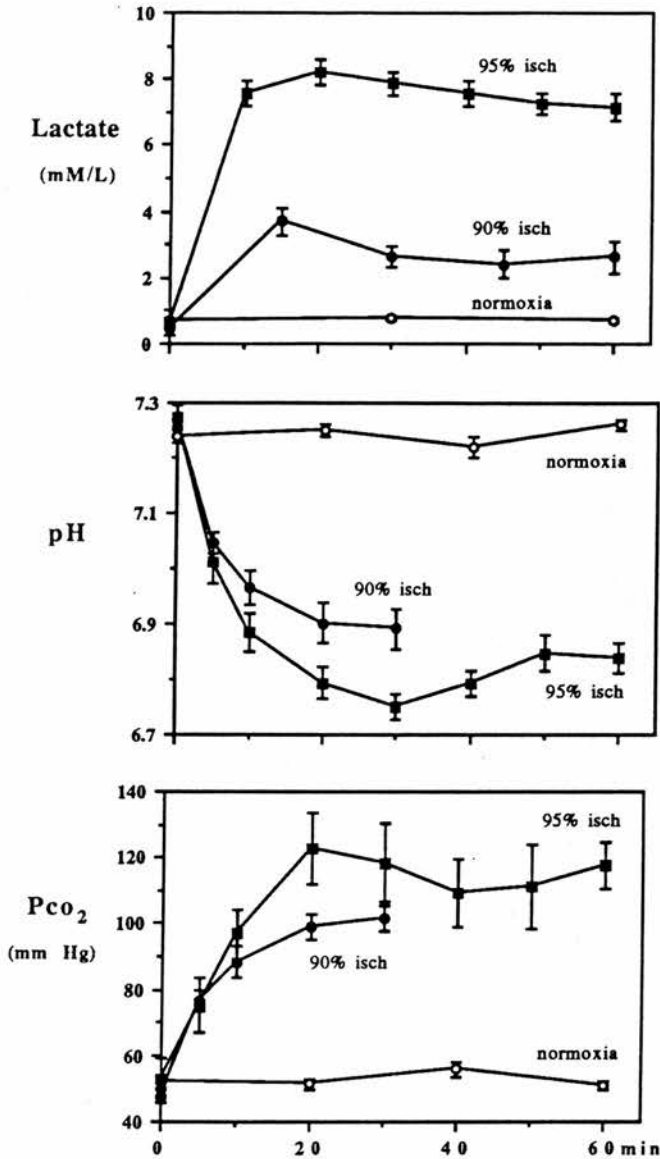 10
8
6
4
2
0
Lactate
(mM/L)
95% isch
90% isch
normoxia
7.3
7.1
6.9
6.7
pH
normoxia
90% isch
95% isch
140
120
100
80
60
40
Pco2
(mm Hg)
95% isch
90% isch
normoxia
0 20 40 60 min